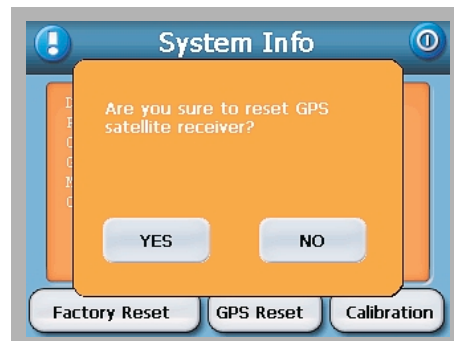 System Info
Are you sure to reset GPS
satellite receiver?
YES NO
Factory Reset GPS Reset Calibration